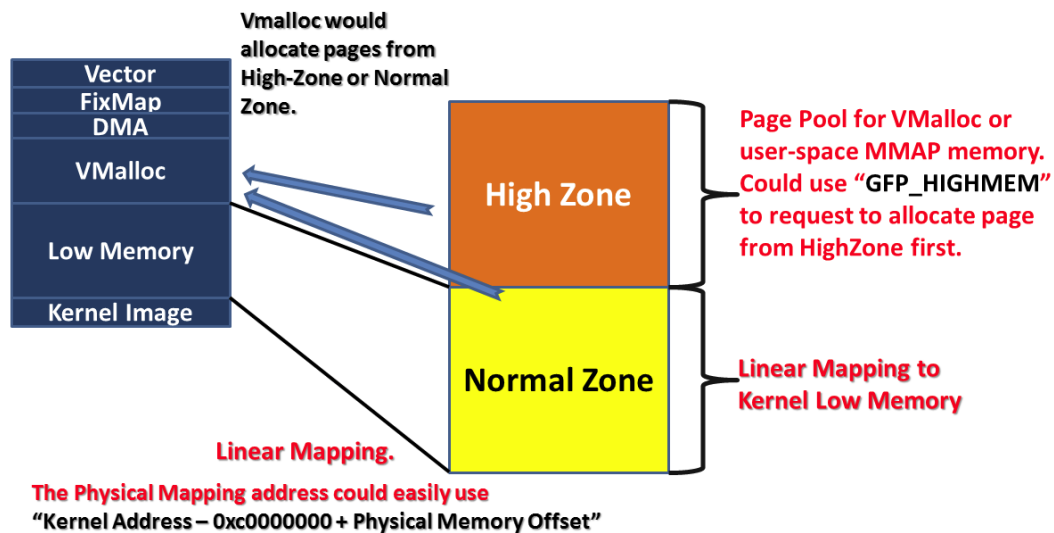 Vmalloc would
allocate pages from
High-Zone or Normal
Zone.
Vector
FixMap
DMA
VMalloc
Low Memory
Kernel Image
High Zone
Normal Zone
Page Pool for VMalloc or
user-space MMAP memory.
Could use “GFP_HIGHMEM”
to request to allocate page
from HighZone first.
Linear Mapping to
Kernel Low Memory
Linear Mapping.
The Physical Mapping address could easily use
“Kernel Address – 0xc0000000 + Physical Memory Offset”